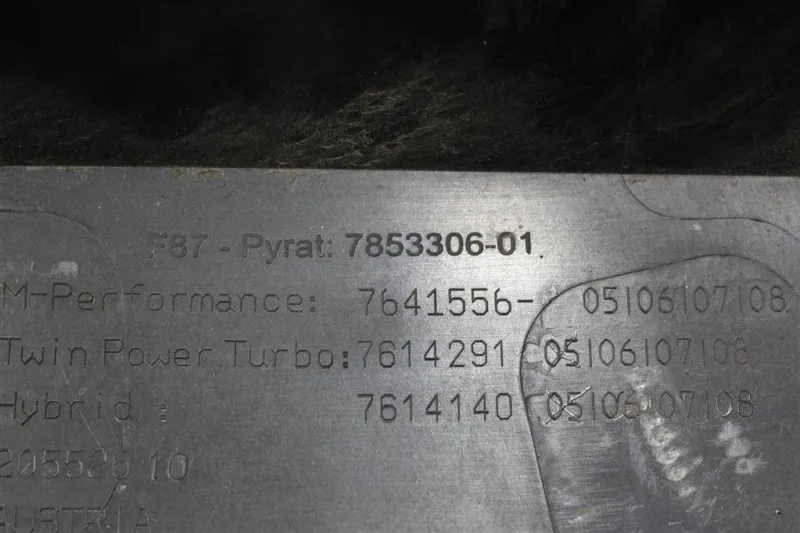 F87 - Pyrat: 7853306-01
M-Performance: 7641556- 05|06|07|08
Twin Power Turbo: 7614291 05|06|07|08
Hybrid : 7614140 05|06|07|08
20552610
AUSTRIA